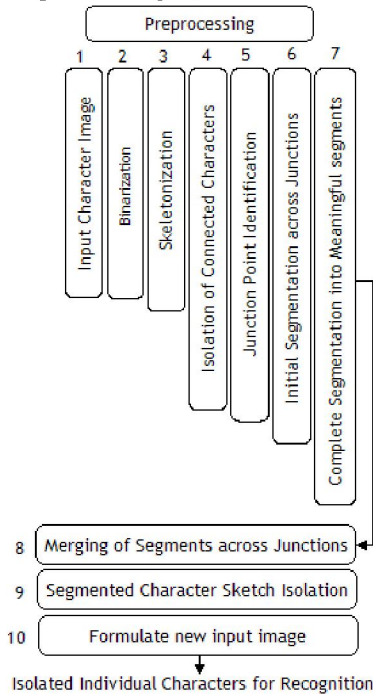 Preprocessing
1 2 3 4 5 6 7
Input Character Image
Binarization
Skeletonization
Isolation of Connected Characters
Junction Point Identification
Initial Segmentation across Junctions
Complete Segmentation into Meaningful segments
8 Merging of Segments across Junctions
9 Segmented Character Sketch Isolation
10 Formulate new input image
Isolated Individual Characters for Recognition